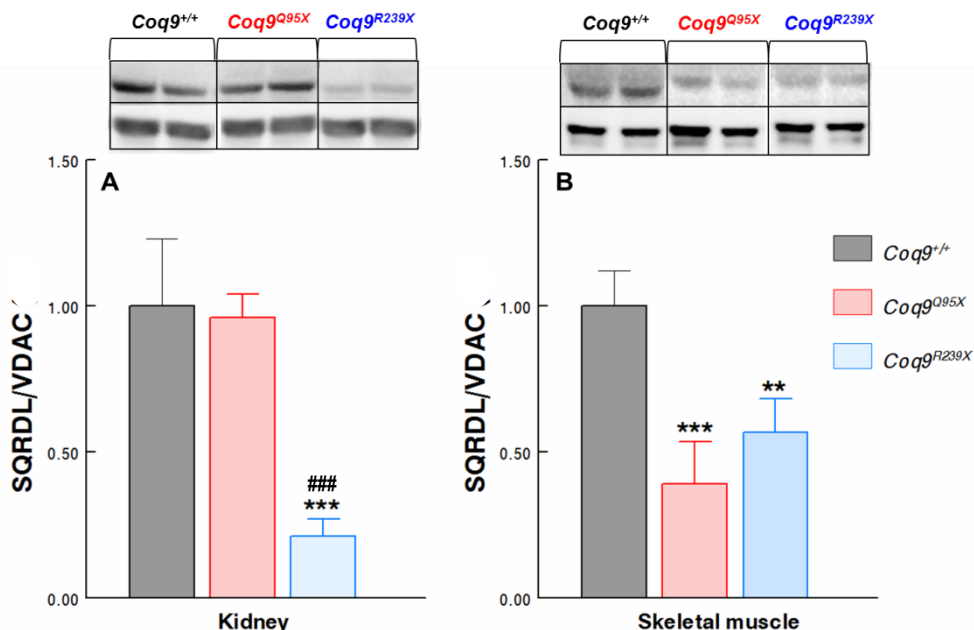 Coq9+/+ Coq9Q95X Coq9R239X
Coq9+/+ Coq9Q95X Coq9R239X
A
1.50
1.00
0.50
0.00
SQRDL/VDAC
###
***
Kidney
B
1.50
1.00
0.50
0.00
SQRDL/VDAC
***
**
Skeletal muscle
Coq9+/+
Coq9Q95X
Coq9R239X